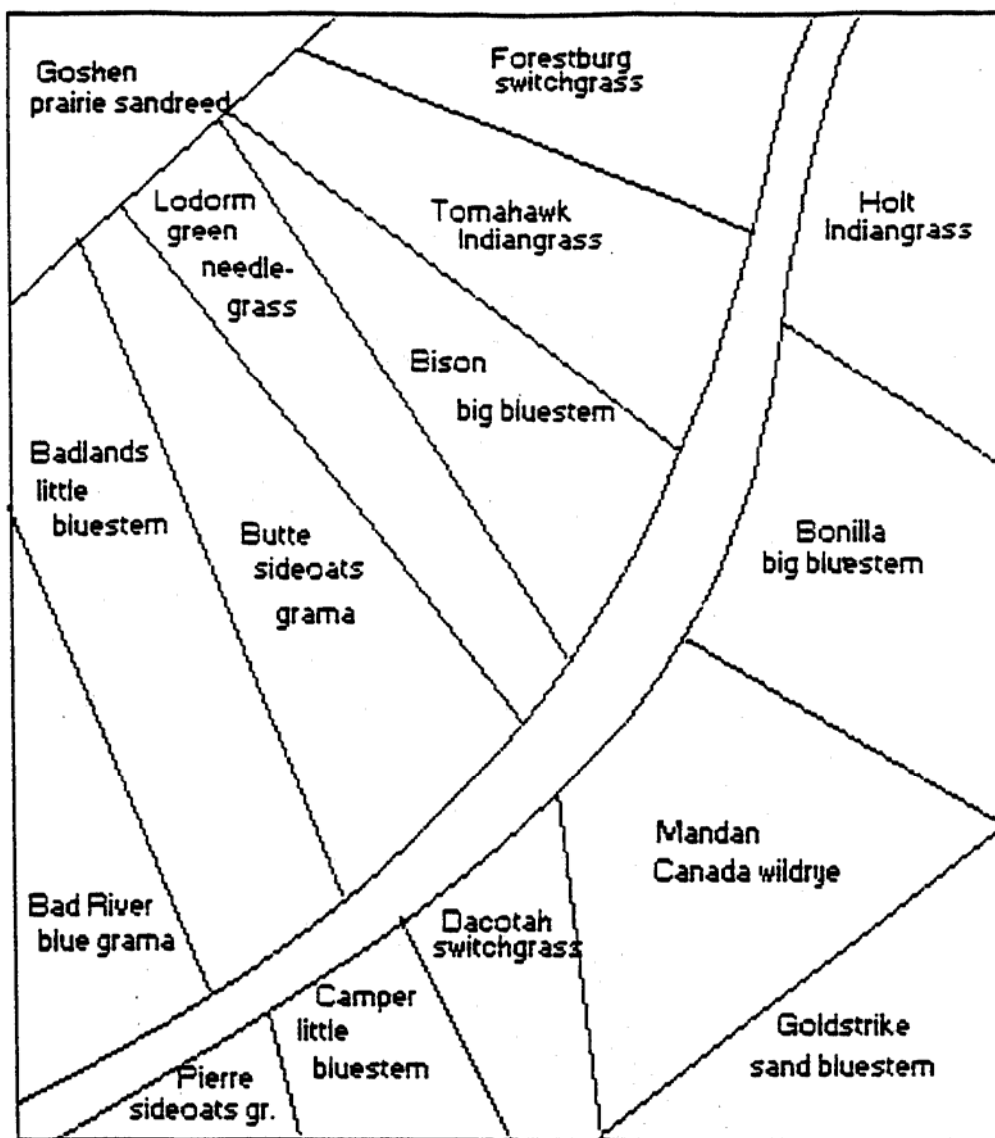 Goshen
prairie sandreed
Forestburg
switchgrass
Lodorm
green
needle-
grass
Tomahawk
Indiangrass
Holt
Indiangrass
Bison
big bluestem
Badlands
little
bluestem
Butte
sideoats
grama
Bonilla
big bluestem
Mandan
Canada wildrye
Bad River
blue grama
Dacotah
switchgrass
Camper
little
bluestem
Goldstrike
sand bluestem
Pierre
sideoats gr.